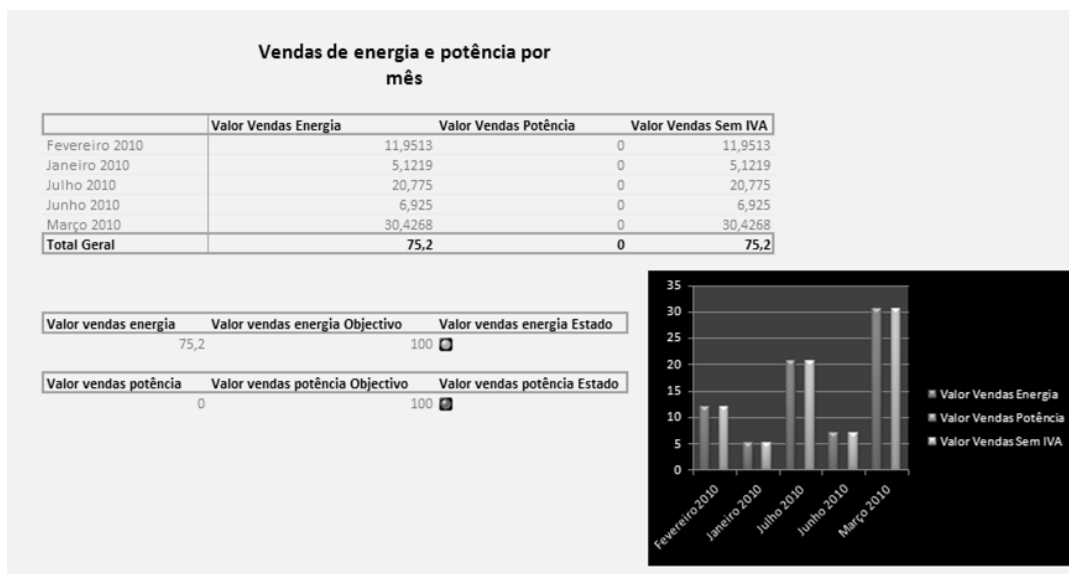 Vendas de energia e potência por
mês
Valor Vendas Energia Valor Vendas Potência Valor Vendas Sem IVA
Fevereiro 2010 11,9513 0 11,9513
Janeiro 2010 5,1219 0 5,1219
Julho 2010 20,775 0 20,775
Junho 2010 6,925 0 6,925
Março 2010 30,4268 0 30,4268
Total Geral 75,2 0 75,2
Valor vendas energia Valor vendas energia Objectivo Valor vendas energia Estado
75,2 100
Valor vendas potência Valor vendas potência Objectivo Valor vendas potência Estado
0 100
35
30
25
20
15
10
5
0
Fevereiro 2010 Janeiro 2010 Julho 2010 Junho 2010 Março 2010
Valor Vendas Energia
Valor Vendas Potência
Valor Vendas Sem IVA